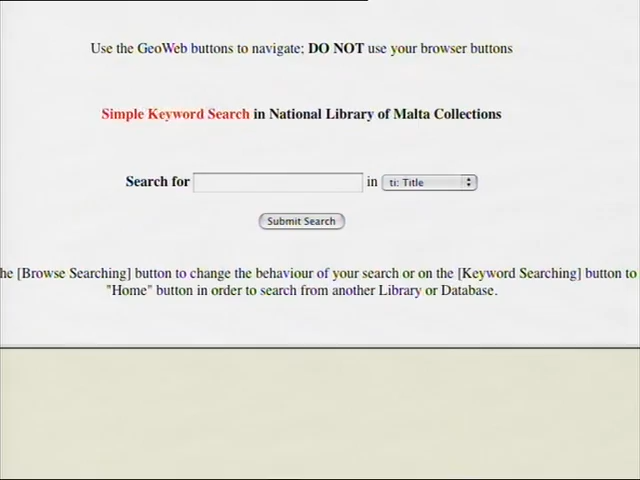 Use the GeoWeb buttons to navigate; DO NOT use your browser buttons
Simple Keyword Search in National Library of Malta Collections
Search for in ti: Title
Submit Search
he [Browse Searching] button to change the behaviour of your search or on the [Keyword Searching] button to
"Home" button in order to search from another Library or Database.